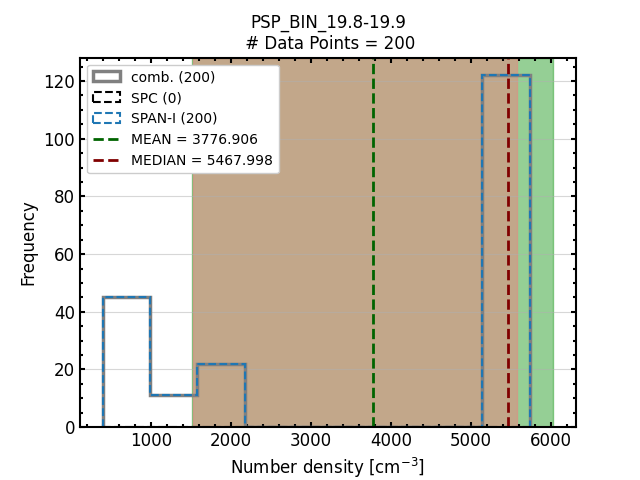 PSP_BIN_19.8-19.9
# Data Points = 200
comb. (200)
SPC (0)
SPAN-I (200)
MEAN = 3776.906
MEDIAN = 5467.998
120
100
80
60
40
20
0
Frequency
1000 2000 3000 4000 5000 6000
Number density [cm⁻³]